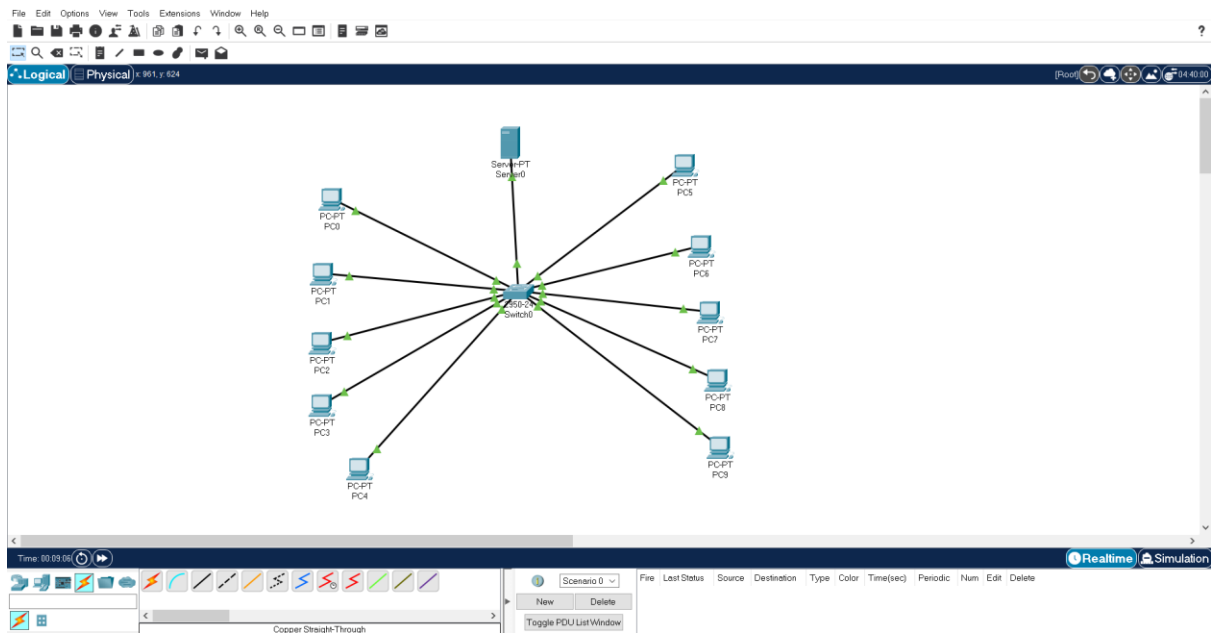 File Edit Options View Tools Extensions Window Help
?
Logical Physical x: 961, y: 624 [Root] 04:40:00
Server-PT
Server0
PC-PT
PC5
PC-PT
PC0
PC-PT
PC6
PC-PT
PC1
2950-24
Switch0
PC-PT
PC7
PC-PT
PC2
PC-PT
PC8
PC-PT
PC3
PC-PT
PC9
PC-PT
PC4
Time: 00:09:06 Realtime Simulation
Scenario 0
Fire Last Status Source Destination Type Color Time(sec) Periodic Num Edit Delete
New Delete
Toggle PDU List Window
Copper Straight-Through